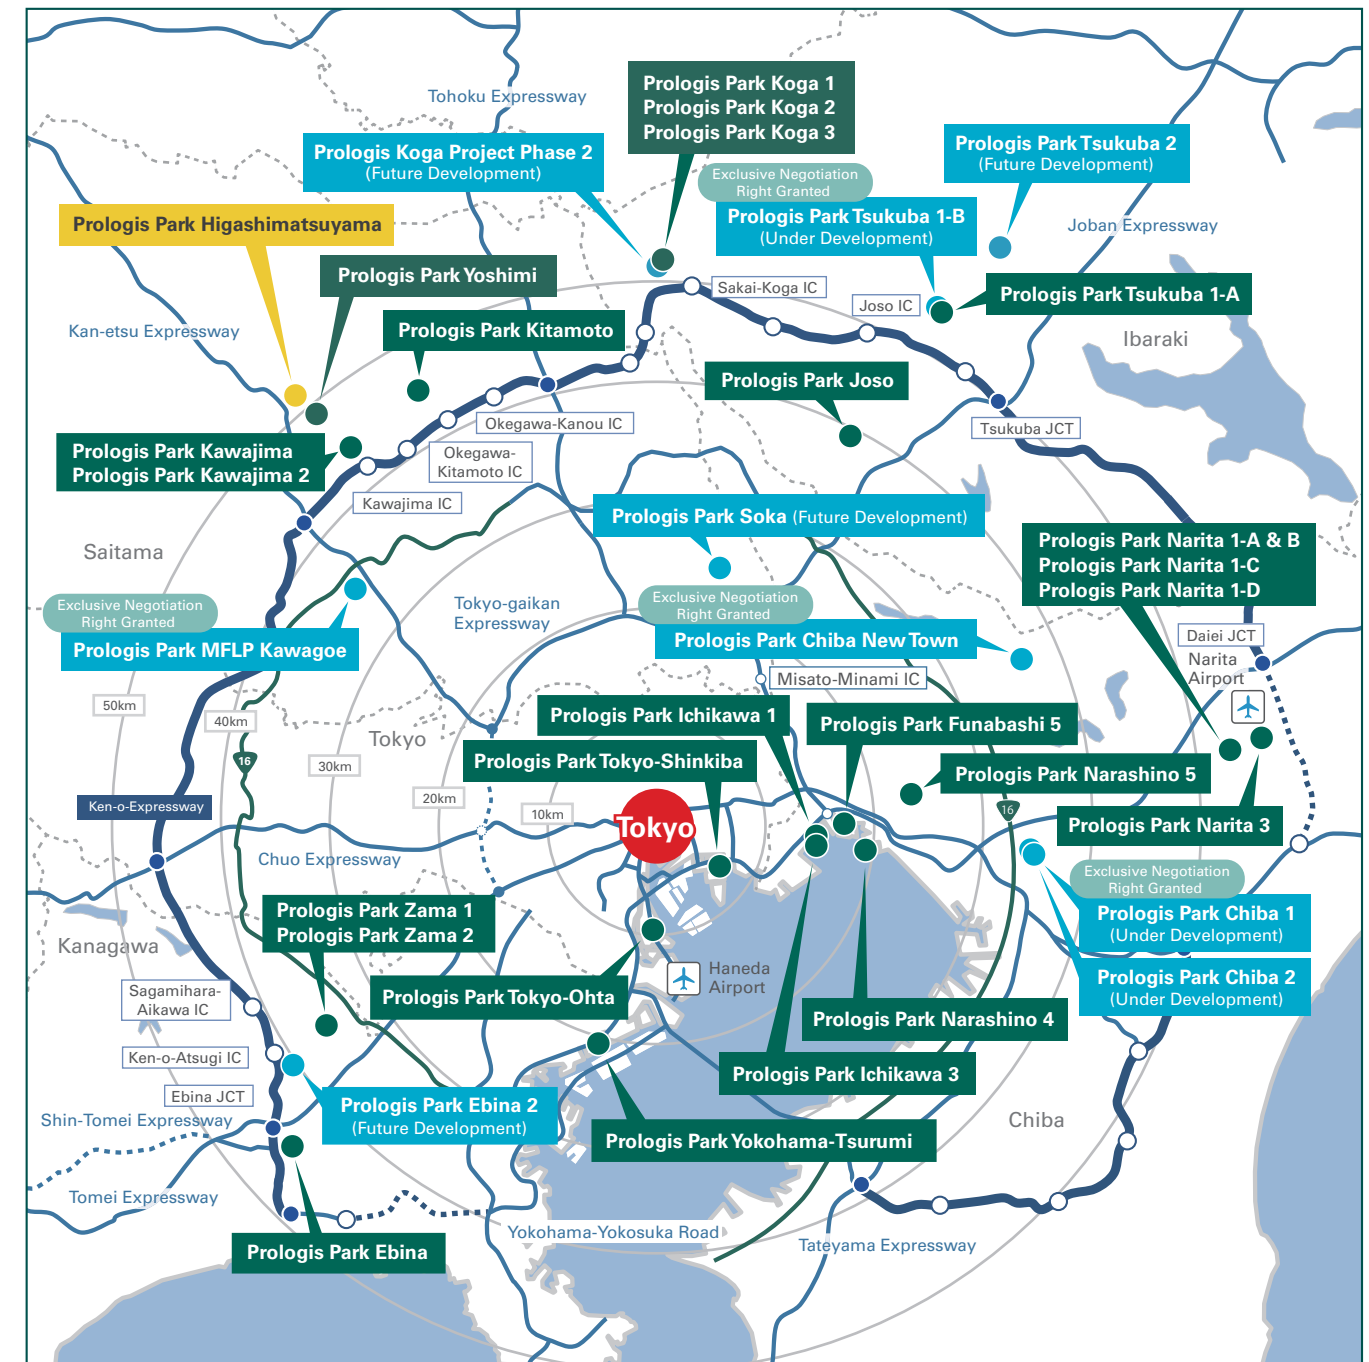 Prologis Park Koga 1
Prologis Park Koga 2
Prologis Park Koga 3
Tohoku Expressway
Prologis Koga Project Phase 2
(Future Development)
Prologis Park Tsukuba 2
(Future Development)
Exclusive Negotiation
Right Granted
Prologis Park Tsukuba 1-B
(Under Development)
Prologis Park Higashimatsuyama
Joban Expressway
Prologis Park Yoshimi
Sakai-Koga IC
Joso IC
Prologis Park Tsukuba 1-A
Kan-etsu Expressway
Prologis Park Kitamoto
Ibaraki
Prologis Park Joso
Okegawa-Kanou IC
Tsukuba JCT
Prologis Park Kawajima
Prologis Park Kawajima 2
Okegawa-
Kitamoto IC
Kawajima IC
Prologis Park Soka (Future Development)
Saitama
Prologis Park Narita 1-A & B
Prologis Park Narita 1-C
Prologis Park Narita 1-D
Exclusive Negotiation
Right Granted
Prologis Park MFLP Kawagoe
Tokyo-gaikan
Expressway
Exclusive Negotiation
Right Granted
Prologis Park Chiba New Town
Daiei JCT
Narita
Airport
Misato-Minami IC
50km
40km
30km
20km
10km
Tokyo
Prologis Park Ichikawa 1
Prologis Park Funabashi 5
Prologis Park Tokyo-Shinkiba
16
Prologis Park Narashino 5
Ken-o-Expressway
16
Prologis Park Narita 3
Tokyo
Chuo Expressway
Exclusive Negotiation
Right Granted
Prologis Park Chiba 1
(Under Development)
Prologis Park Zama 1
Prologis Park Zama 2
Kanagawa
Prologis Park Chiba 2
(Under Development)
Haneda
Airport
Sagamihara-
Aikawa IC
Prologis Park Tokyo-Ohta
Prologis Park Narashino 4
Ken-o-Atsugi IC
Prologis Park Ichikawa 3
Ebina JCT
Prologis Park Ebina 2
(Future Development)
Shin-Tomei Expressway
Chiba
Prologis Park Yokohama-Tsurumi
Tomei Expressway
Yokohama-Yokosuka Road
Tateyama Expressway
Prologis Park Ebina